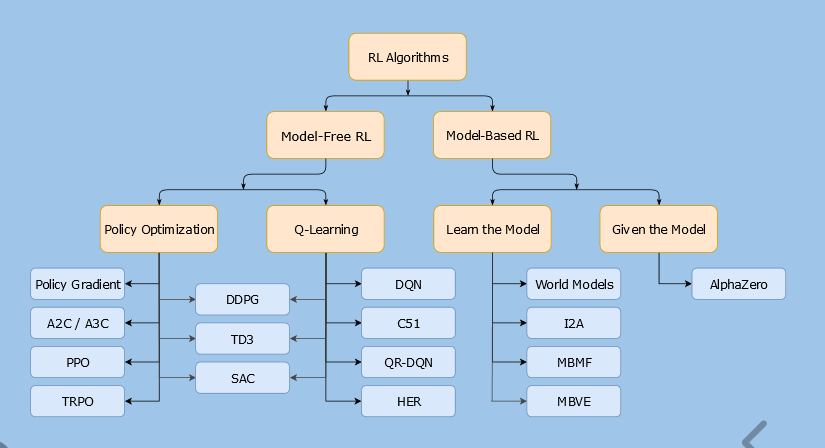 RL Algorithms
Model-Free RL
Model-Based RL
Policy Optimization
Q-Learning
Learn the Model
Given the Model
Policy Gradient
DDPG
DQN
World Models
AlphaZero
A2C / A3C
TD3
C51
I2A
PPO
SAC
QR-DQN
MBMF
TRPO
HER
MBVE